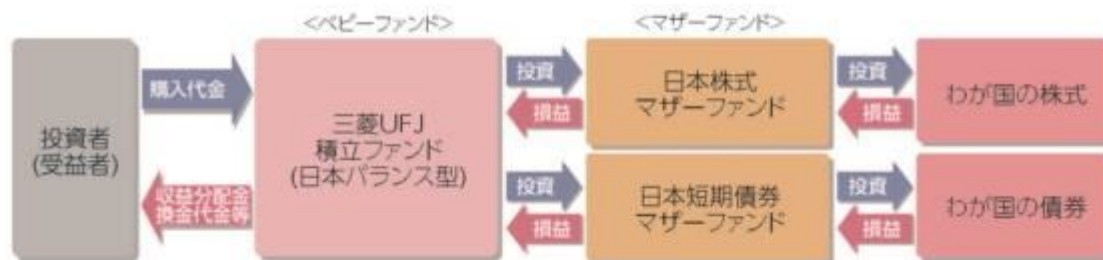 <ベビーファンド>
<マザーファンド>
投資者
(受益者)
購入代金
収益分配金
換金代金等
三菱UFJ
積立ファンド
(日本バランス型)
投資
損益
日本株式
マザーファンド
投資
損益
わが国の株式
投資
損益
日本短期債券
マザーファンド
投資
損益
わが国の債券